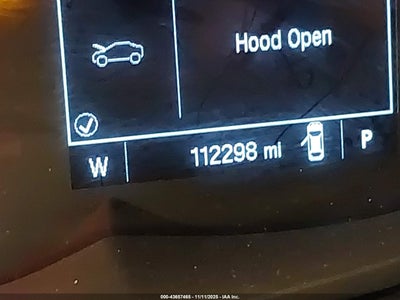 Hood Open
W 112298 mi P
000-43657465 - 11/11/2025 - IAA Inc.